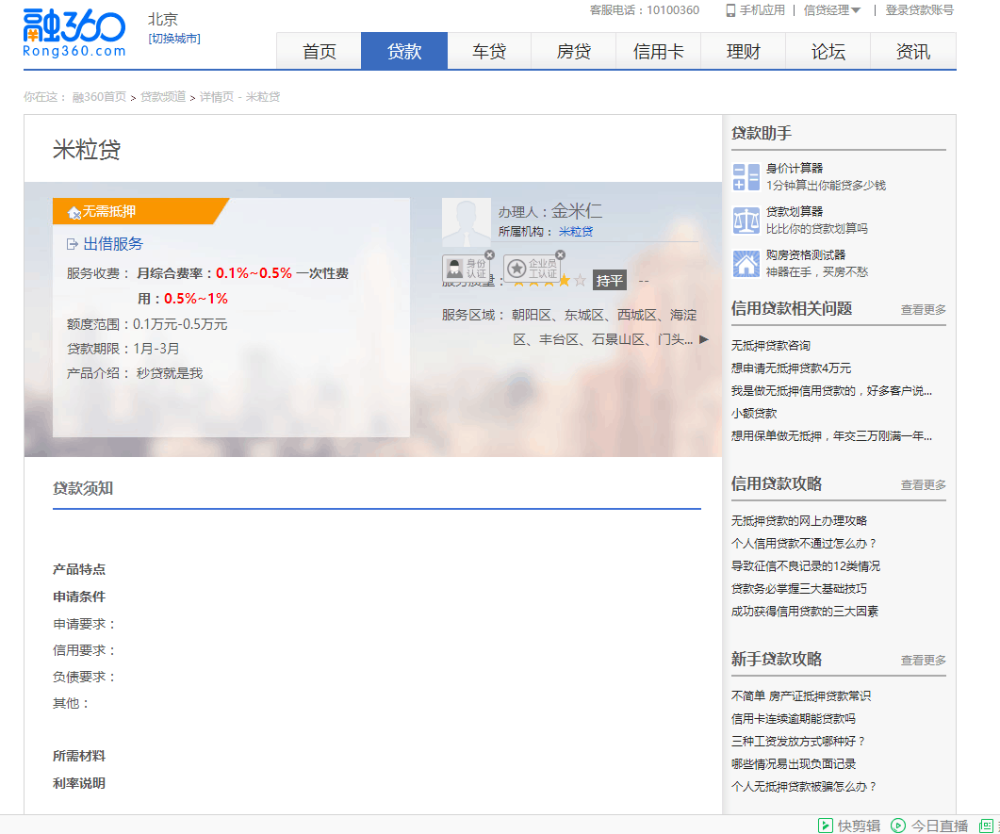 融360
Rong360.com
北京
[切换城市]
客服电话：10100360
手机应用 | 信贷经理 | 登录贷款账号
首页 贷款 车贷 房贷 信用卡 理财 论坛 资讯
你在这： 融360首页 > 贷款频道 > 详情页 - 米粒贷
米粒贷
无需抵押
出借服务
服务收费： 月综合费率：0.1%~0.5% 一次性费
用：0.5%~1%
额度范围：0.1万元-0.5万元
贷款期限：1月-3月
产品介绍： 秒贷就是我
办理人：金米仁
所属机构： 米粒贷
身份
认证
企业员
工认证
服务质量： 持平 --
服务区域： 朝阳区、东城区、西城区、海淀
区、丰台区、石景山区、门头...
贷款须知
产品特点
申请条件
申请要求：
信用要求：
负债要求：
其他：
所需材料
利率说明
贷款助手
身价计算器
1分钟算出你能贷多少钱
贷款划算器
比比你的贷款划算吗
购房资格测试器
神器在手，买房不愁
信用贷款相关问题 查看更多
无抵押贷款咨询
想申请无抵押贷款4万元
我是做无抵押信用贷款的，好多客户说...
小额贷款
想用保单做无抵押，年交三万刚满一年...
信用贷款攻略 查看更多
无抵押贷款的网上办理攻略
个人信用贷款不通过怎么办？
导致征信不良记录的12类情况
贷款务必掌握三大基础技巧
成功获得信用贷款的三大因素
新手贷款攻略 查看更多
不简单 房产证抵押贷款常识
信用卡连续逾期能贷款吗
三种工资发放方式哪种好？
哪些情况易出现负面记录
个人无抵押贷款被骗怎么办？
快剪辑 今日直播